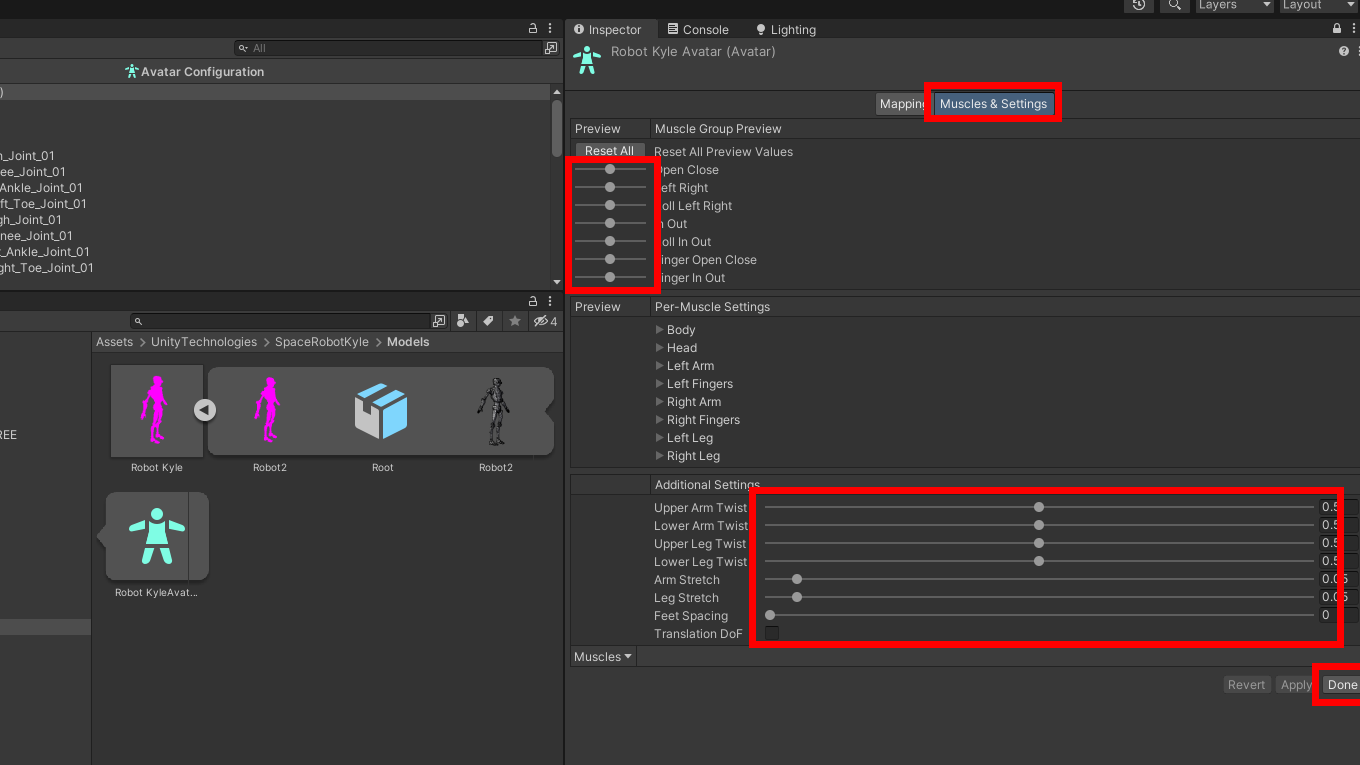 Layers
Layout
All
Avatar Configuration
)
_Joint_01
ee_Joint_01
Ankle_Joint_01
ft_Toe_Joint_01
gh_Joint_01
nee_Joint_01
_Ankle_Joint_01
ght_Toe_Joint_01
Inspector
Console
Lighting
Robot Kyle Avatar (Avatar)
Mapping
Muscles & Settings
Preview
Muscle Group Preview
Reset All
Reset All Preview Values
Open Close
Left Right
Roll Left Right
In Out
Roll In Out
Finger Open Close
Finger In Out
Preview
Per-Muscle Settings
Body
Head
Left Arm
Left Fingers
Right Arm
Right Fingers
Left Leg
Right Leg
Additional Settings
Upper Arm Twist 0.5
Lower Arm Twist 0.5
Upper Leg Twist 0.5
Lower Leg Twist 0.5
Arm Stretch 0.05
Leg Stretch 0.05
Feet Spacing 0
Translation DoF
Muscles
Revert
Apply
Done
4
Assets > UnityTechnologies > SpaceRobotKyle > Models
REE
Robot Kyle
Robot2
Root
Robot2
Robot KyleAvat...